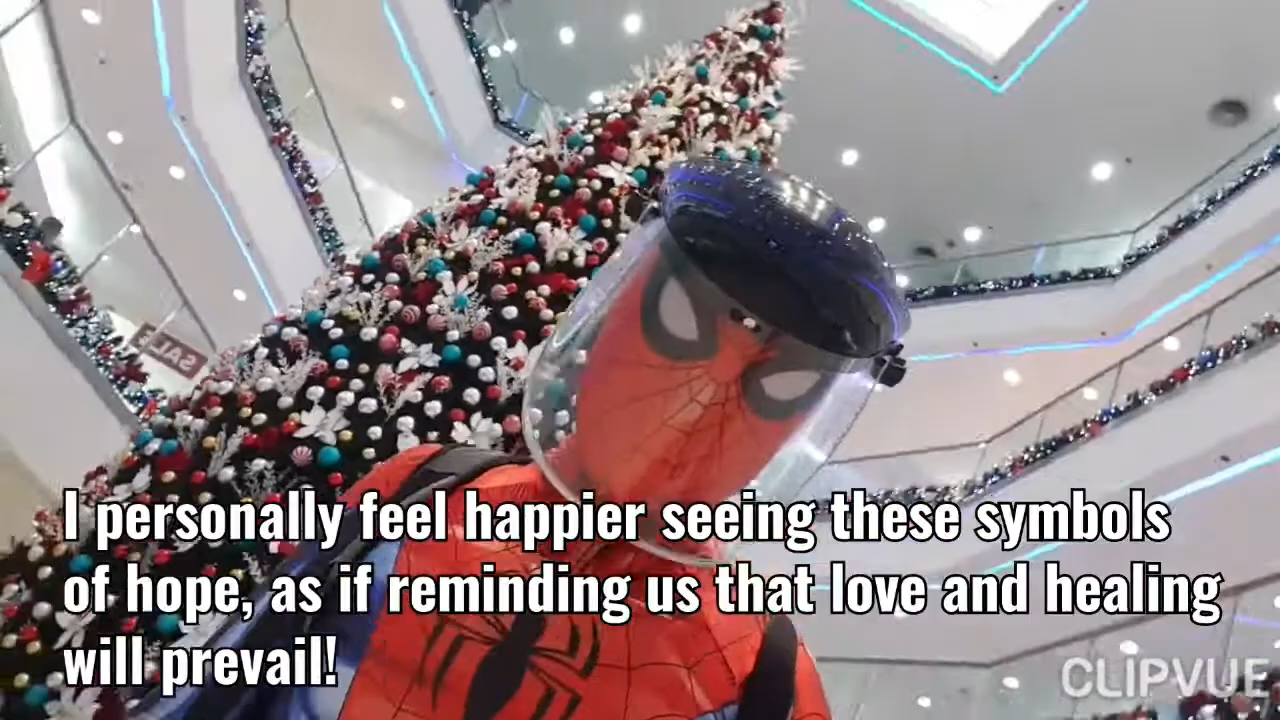 SALE
I personally feel happier seeing these symbols
of hope, as if reminding us that love and healing
will prevail!
CLIPVUE